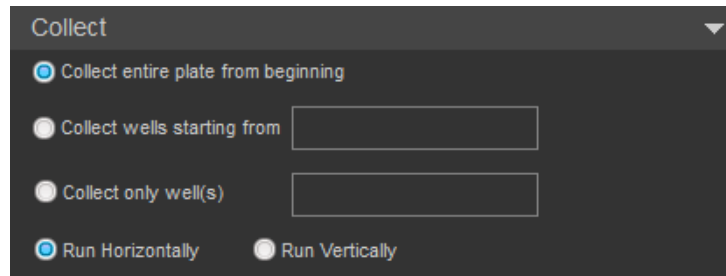 Collect
Collect entire plate from beginning
Collect wells starting from
Collect only well(s)
Run Horizontally Run Vertically